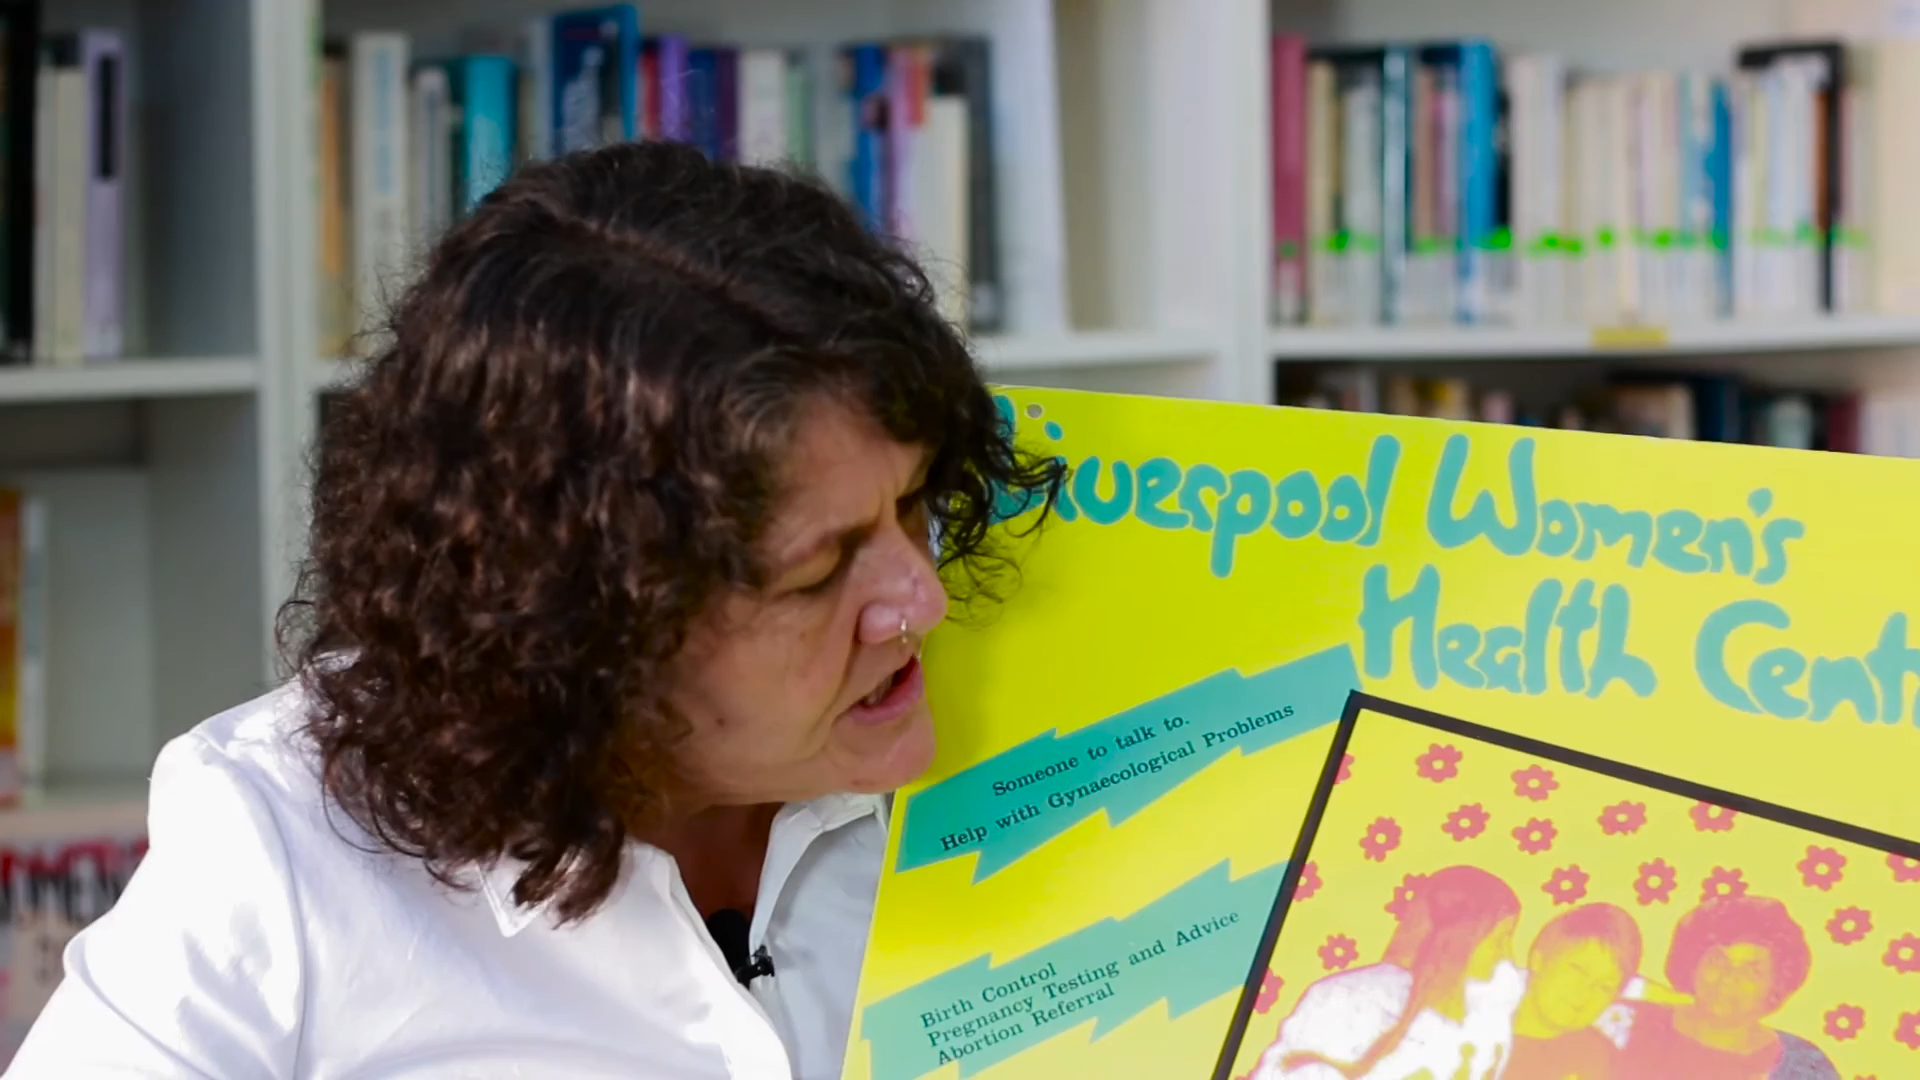 Liverpool Women's
Health Cent
Someone to talk to.
Help with Gynaecological Problems
Birth Control
Pregnancy Testing and Advice
Abortion Referral